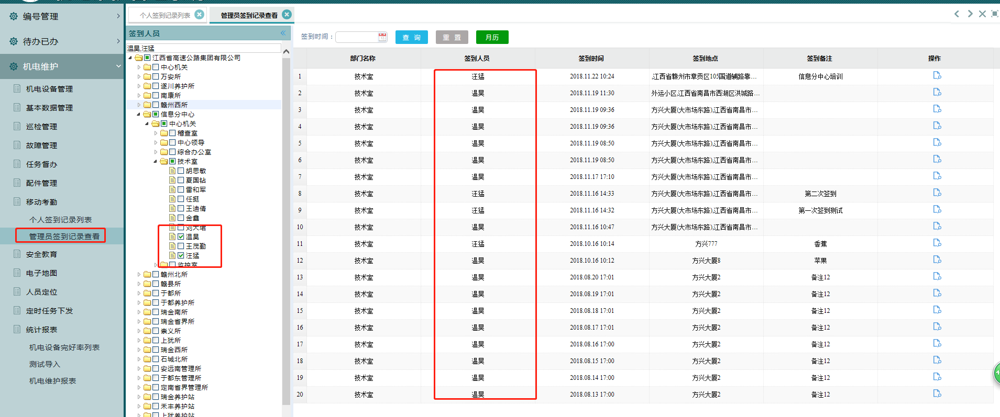 编号管理
待办已办
机电维护
机电设备管理
基本数据管理
巡检管理
故障管理
任务督办
配件管理
移动考勤
个人签到记录列表
管理员签到记录查看
安全教育
电子地图
人员定位
定时任务下发
统计报表
机电设备完好率列表
测试导入
机电维护报表
个人签到记录列表
管理员签到记录查看
签到人员
温昊,汪猛
江西省高速公路集团有限公司
中心机关
万安所
遂川养护所
南康所
赣州西所
信息分中心
中心机关
稽查室
中心领导
综合办公室
技术室
胡思敏
夏国钻
雷和军
任挺
王迪倩
金鑫
刘大珺
温昊
王茂勤
汪猛
监控室
赣州北所
赣县所
于都所
于都养护所
瑞金南所
瑞金省界所
崇义所
上犹所
瑞金西所
石城北所
安远南管理所
于都东管理所
定南省界管理所
瑞金养护站
禾丰养护站
上犹养护站
签到时间： 查 询 重 置 月历
部门名称 签到人员 签到时间 签到地点 签到备注 操作
1 技术室 汪猛 2018.11.22 10:24 ,江西省赣州市章贡区105国道辅路靠... 信息分中心培训
2 技术室 温昊 2018.11.19 11:30 外运小区,江西省南昌市西湖区洪城路...
3 技术室 温昊 2018.11.19 09:36 方兴大厦(大市场东路),江西省南昌市...
4 技术室 温昊 2018.11.19 09:36 方兴大厦(大市场东路),江西省南昌市...
5 技术室 温昊 2018.11.19 08:50 方兴大厦(大市场东路),江西省南昌市...
6 技术室 温昊 2018.11.19 08:50 方兴大厦(大市场东路),江西省南昌市...
7 技术室 温昊 2018.11.17 17:10 方兴大厦(大市场东路),江西省南昌市...
8 技术室 汪猛 2018.11.16 14:33 方兴大厦(大市场东路),江西省南昌市... 第二次签到
9 技术室 汪猛 2018.11.16 14:32 方兴大厦(大市场东路),江西省南昌市... 第一次签到测试
10 技术室 温昊 2018.11.16 10:47 方兴大厦(大市场东路),江西省南昌市...
11 技术室 汪猛 2018.10.16 10:14 方兴777 香蕉
12 技术室 温昊 2018.10.16 10:12 方兴大厦8 苹果
13 技术室 温昊 2018.08.20 17:01 方兴大厦2 备注12
14 技术室 温昊 2018.08.19 17:01 方兴大厦2 备注12
15 技术室 温昊 2018.08.18 17:01 方兴大厦2 备注12
16 技术室 温昊 2018.08.17 17:01 方兴大厦2 备注12
17 技术室 温昊 2018.08.16 17:00 方兴大厦2 备注12
18 技术室 温昊 2018.08.15 17:00 方兴大厦2 备注12
19 技术室 温昊 2018.08.14 17:00 方兴大厦2 备注12
20 技术室 温昊 2018.08.13 17:00 方兴大厦2 备注12